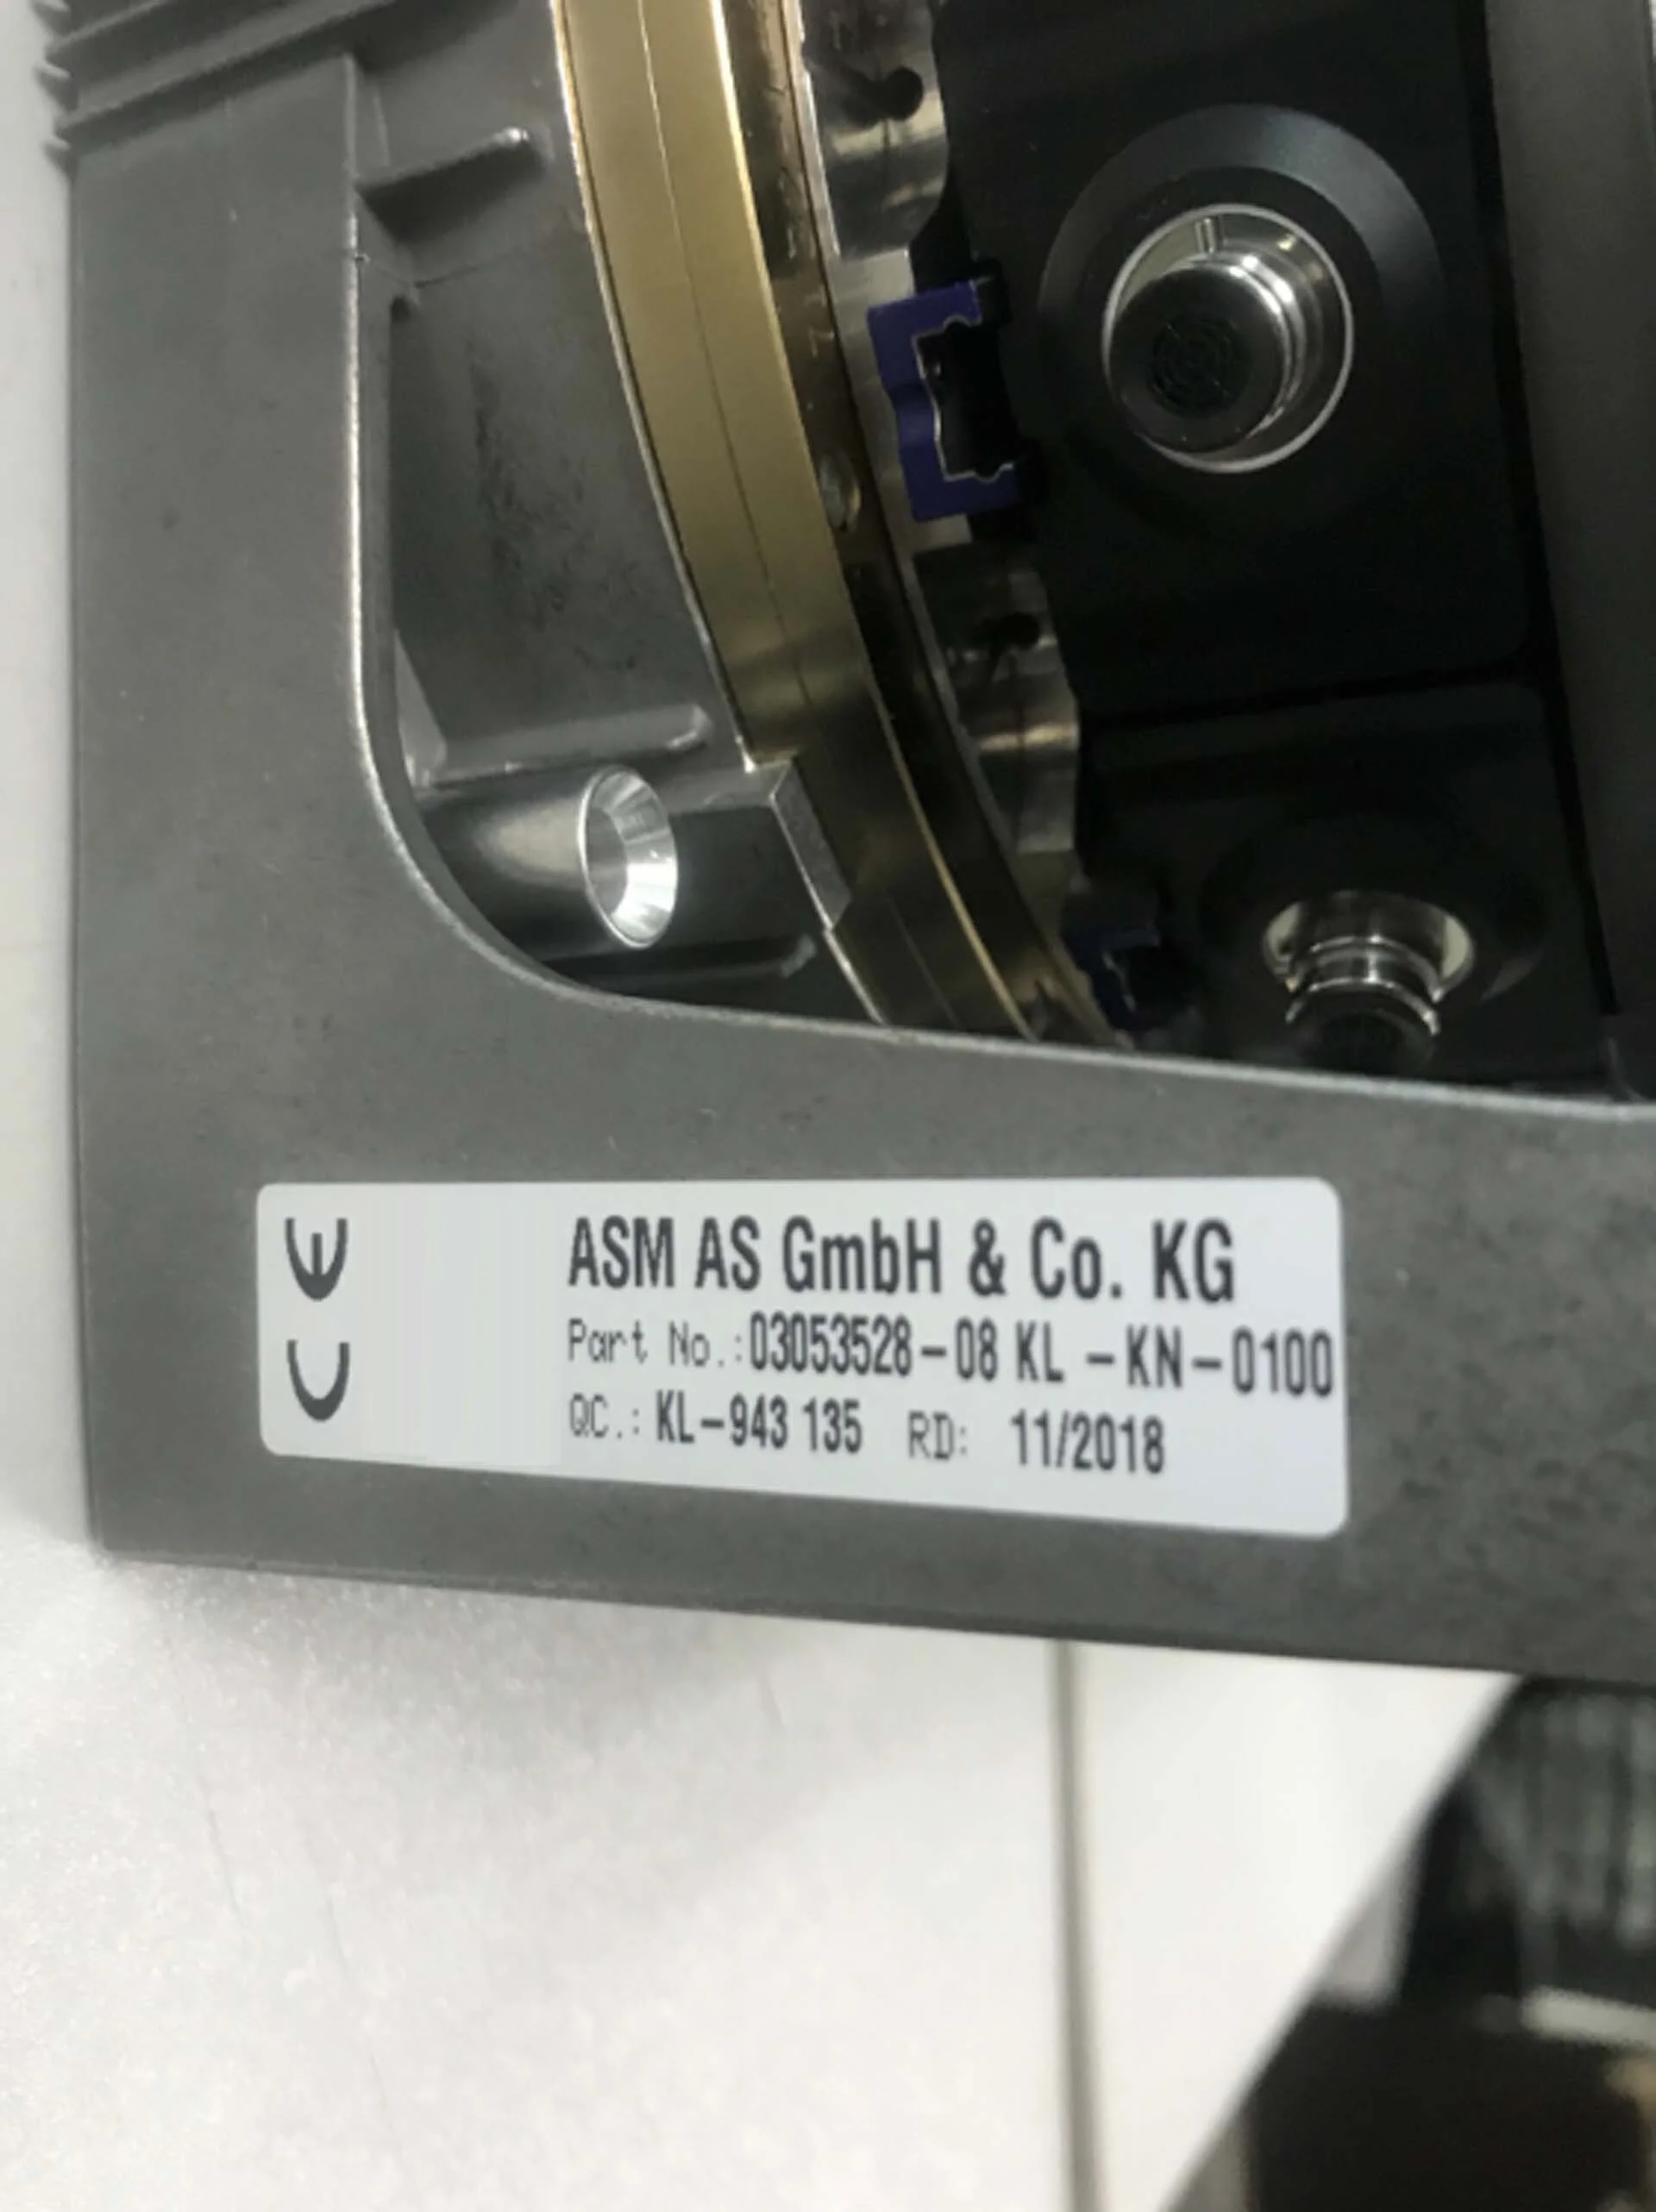 CE
ASM AS GmbH & Co. KG
Part No.:03053528-08 KL -KN-0100
QC.: KL-943 135 RD: 11/2018